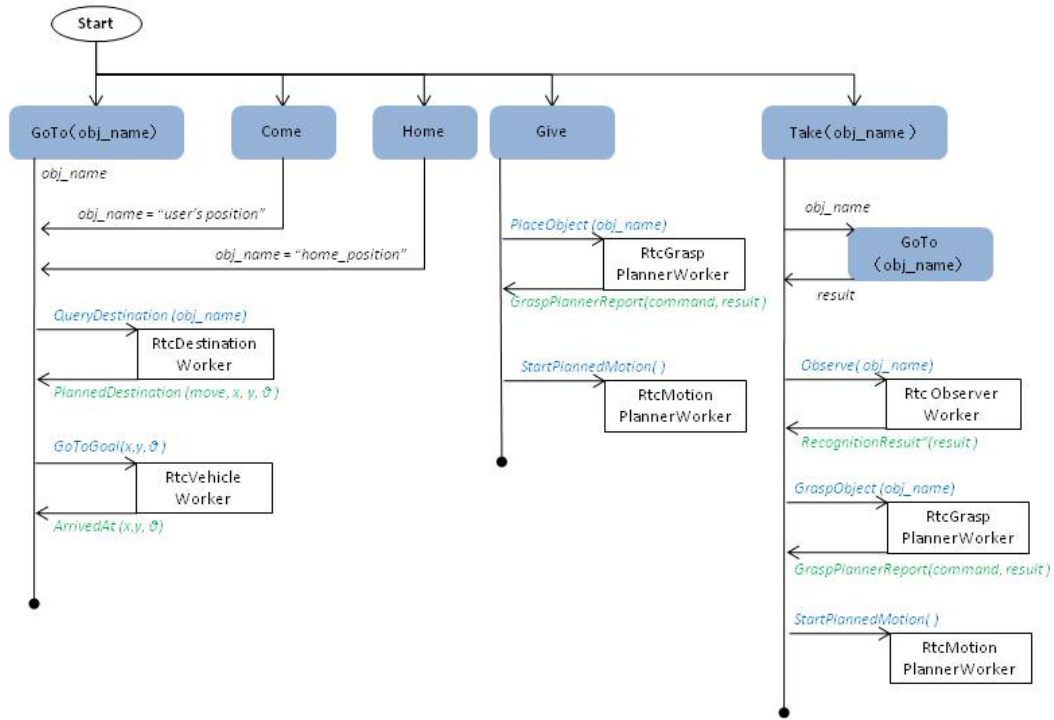 Start
GoTo(obj_name)
Come
Home
Give
Take(obj_name)
obj_name
obj_name = “user's position”
obj_name = “home_position”
QueryDestination (obj_name)
RtcDestination
Worker
PlannedDestination (move, x, y, θ )
GoToGoal(x,y, θ )
RtcVehicle
Worker
ArrivedAt (x,y, θ)
PlaceObject (obj_name)
RtcGrasp
PlannerWorker
GraspPlannerReport(command, result )
StartPlannedMotion( )
RtcMotion
PlannerWorker
obj_name
GoTo
(obj_name)
result
Observe( obj_name)
Rtc Observer
Worker
RecognitionResult“(result)
GraspObject (obj_name)
RtcGrasp
PlannerWorker
GraspPlannerReport(command, result )
StartPlannedMotion( )
RtcMotion
PlannerWorker